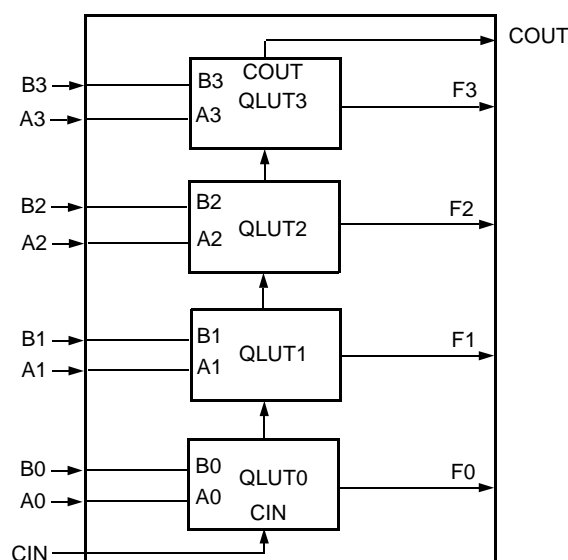 COUT
B3
B3
COUT
QLUT3
F3
A3
A3
B2
B2
QLUT2
F2
A2
A2
B1
B1
QLUT1
F1
A1
A1
B0
B0
QLUT0
F0
A0
A0
CIN
CIN